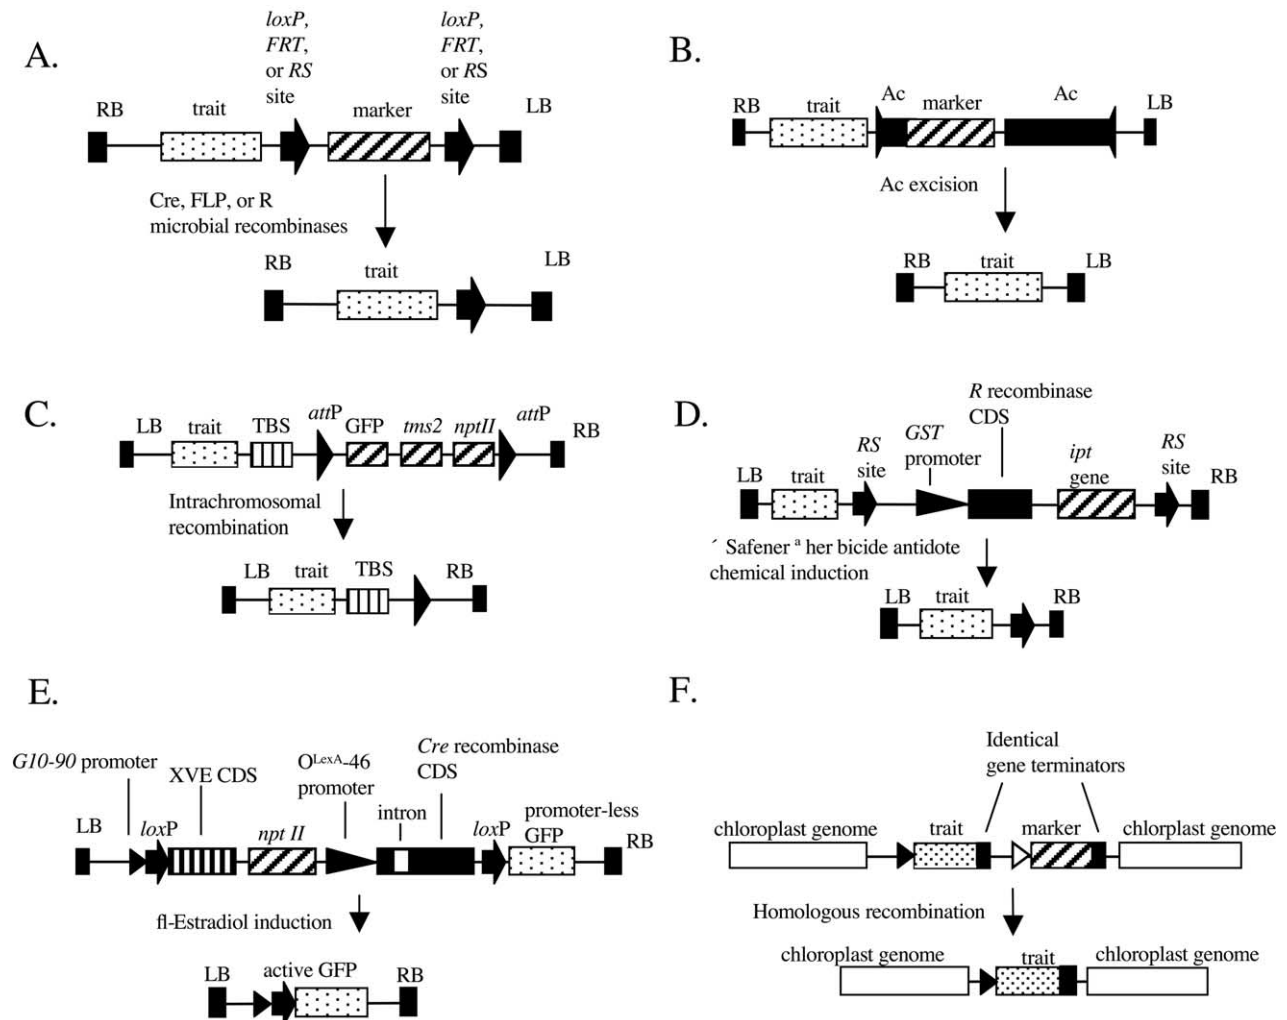 A.
loxP,
FRT,
or RS
site
loxP,
FRT,
or RS
site
RB
trait
marker
LB
Cre, FLP, or R
microbial recombinases
RB
trait
LB
B.
RB
trait
Ac
marker
Ac
LB
Ac excision
RB
trait
LB
C.
LB
trait
TBS
attP
GFP
tms2
nptII
attP
RB
Intrachromosomal
recombination
LB
trait
TBS
RB
D.
LB
trait
RS
site
GST
promoter
R recombinase
CDS
ipt
gene
RS
site
RB
´ Safener ª her bicide antidote
chemical induction
LB
trait
RB
E.
G10-90 promoter
LB
loxP
XVE CDS
npt II
O^LexA-46
promoter
intron
Cre recombinase
CDS
loxP
promoter-less
GFP
RB
fl-Estradiol induction
LB
active GFP
RB
F.
Identical
gene terminators
chloroplast genome
trait
marker
chlorplast genome
Homologous recombination
chloroplast genome
trait
chloroplast genome